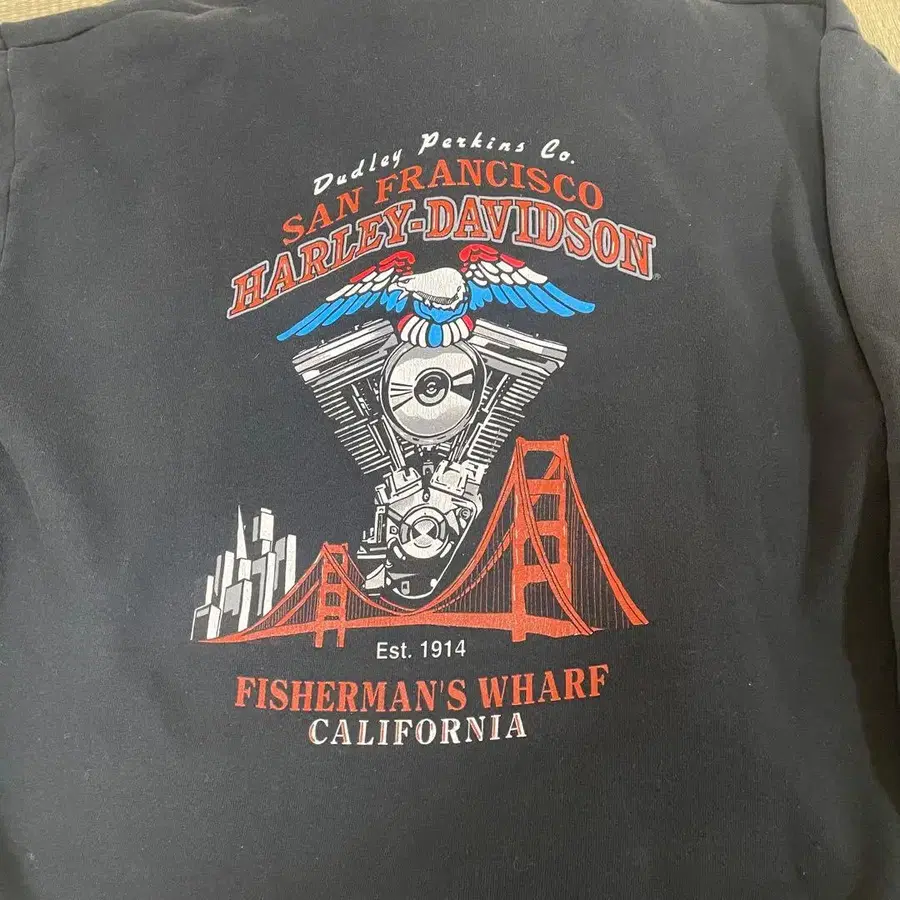 Dudley Perkins Co.
SAN FRANCISCO
HARLEY-DAVIDSON®
Est. 1914
FISHERMAN'S WHARF
CALIFORNIA